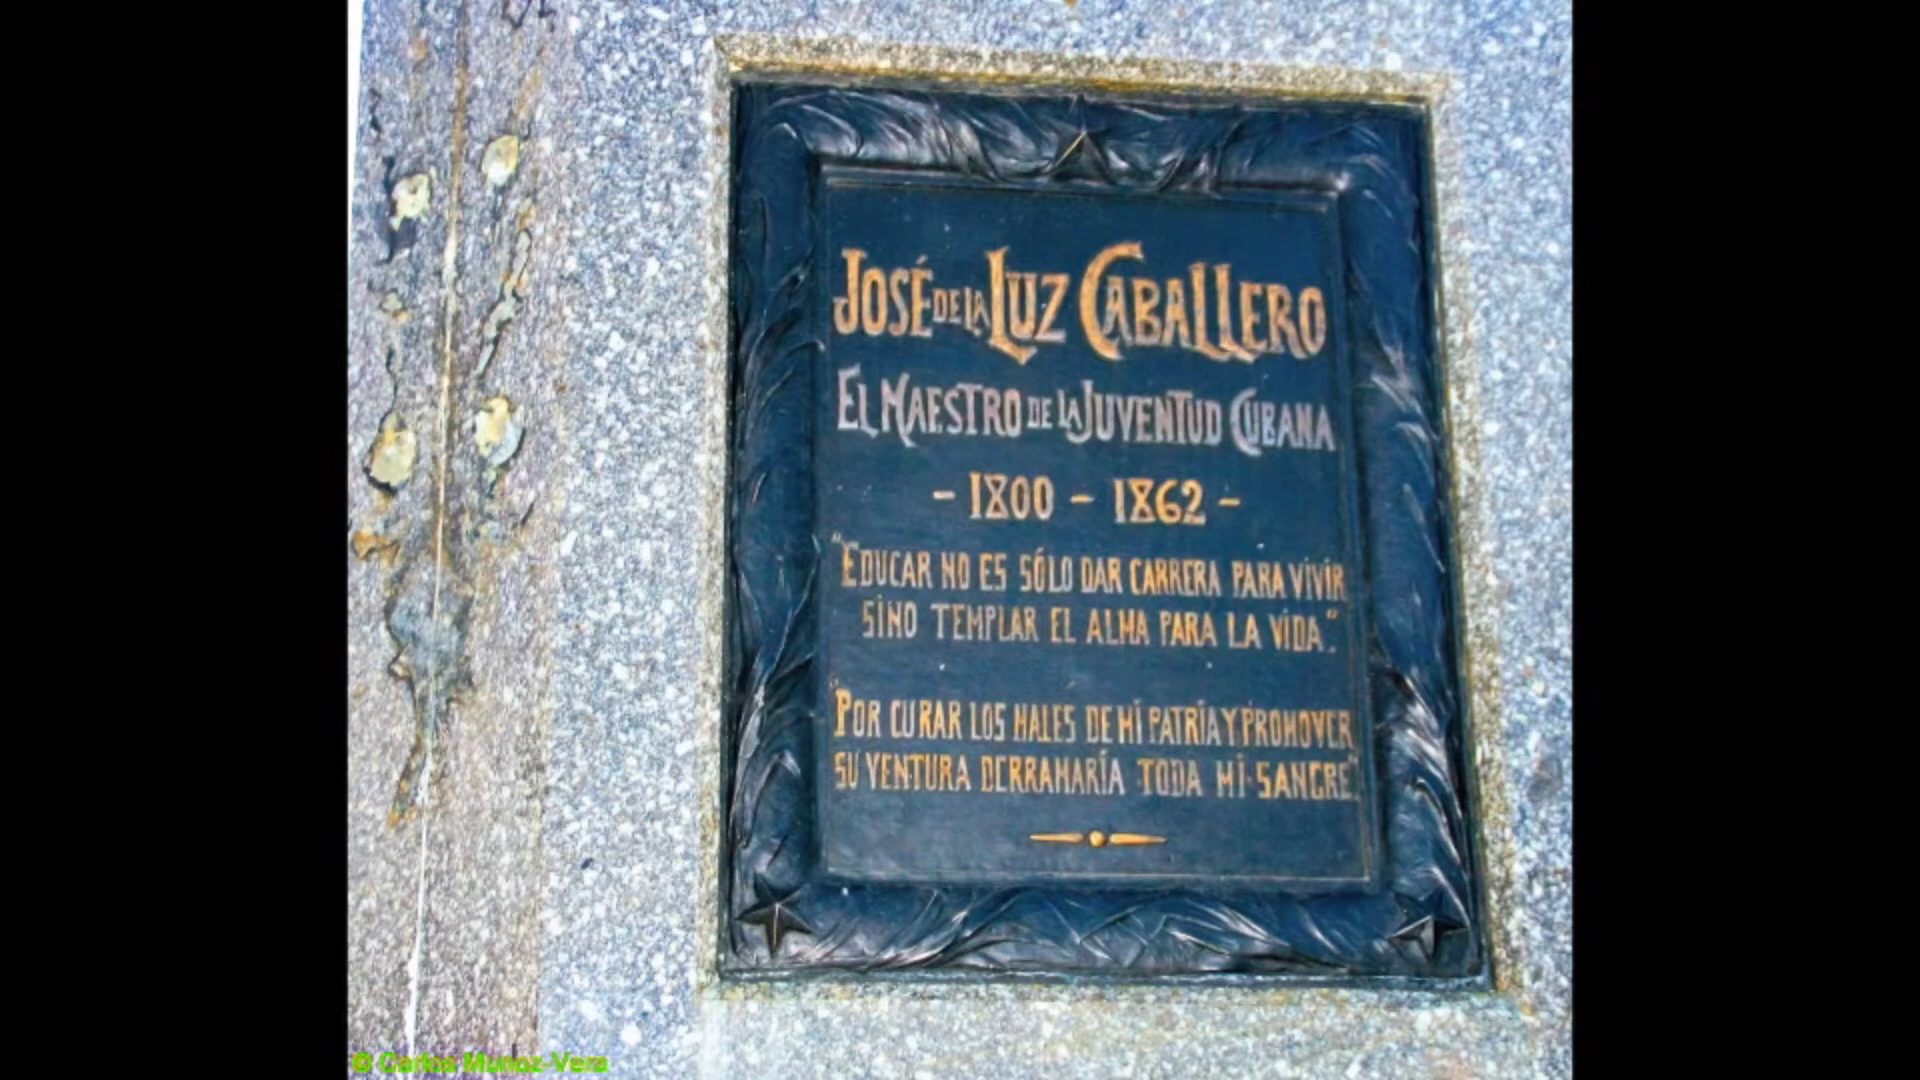 JOSÉ DE LA LUZ CABALLERO
EL MAESTRO DE LA JUVENTUD CUBANA
- 1800 - 1862 -
"EDUCAR NO ES SÓLO DAR CARRERA PARA VIVIR
SINO TEMPLAR EL ALMA PARA LA VIDA."
"POR CURAR LOS MALES DE MI PATRIA Y PROMOVER
SU VENTURA DERRAMARÍA TODA MI SANGRE".
© Carlos Munoz-Vera